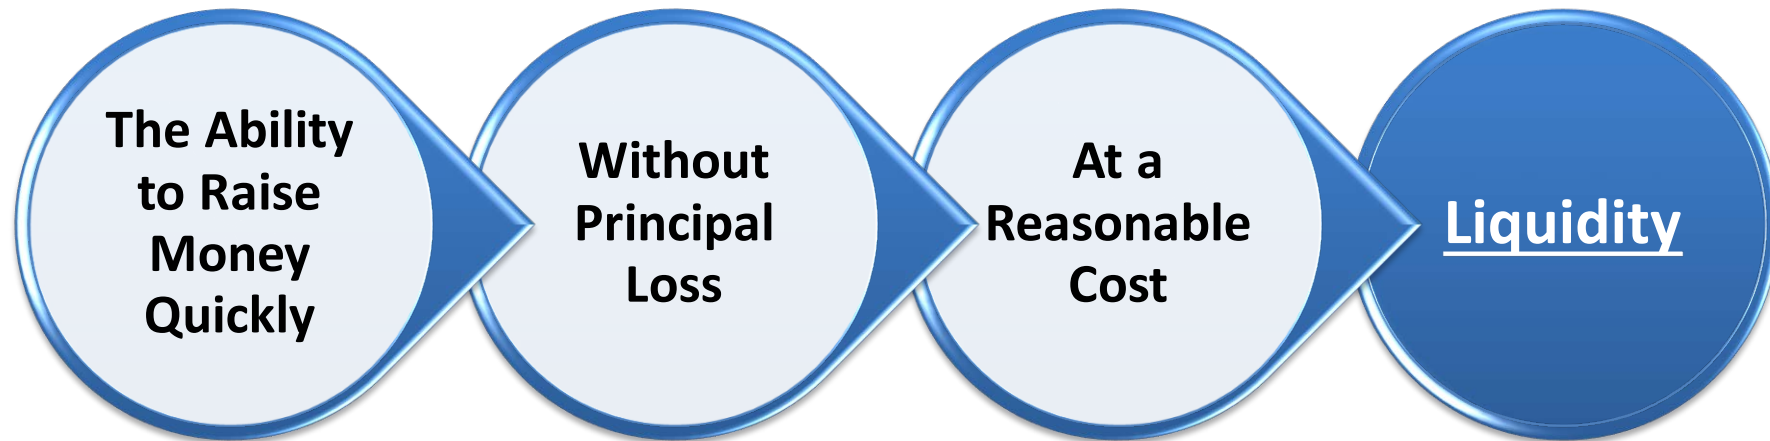 The Ability
to Raise
Money
Quickly
Without
Principal
Loss
At a
Reasonable
Cost
Liquidity